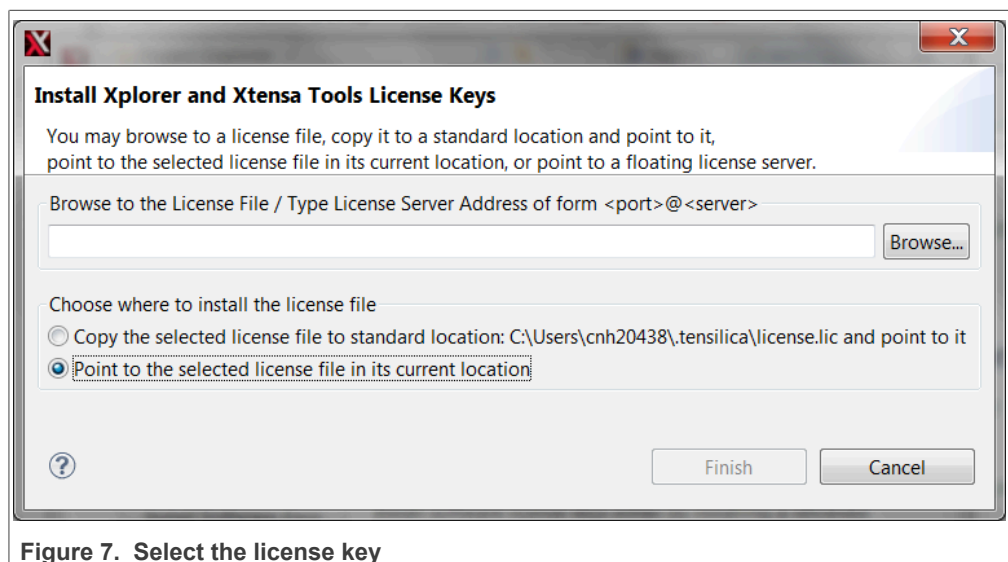 Install Xplorer and Xtensa Tools License Keys
You may browse to a license file, copy it to a standard location and point to it,
point to the selected license file in its current location, or point to a floating license server.
Browse to the License File / Type License Server Address of form <port>@<server>
Browse...
Choose where to install the license file
Copy the selected license file to standard location: C:\Users\cnh20438\.tensilica\license.lic and point to it
Point to the selected license file in its current location
Finish
Cancel
Figure 7. Select the license key